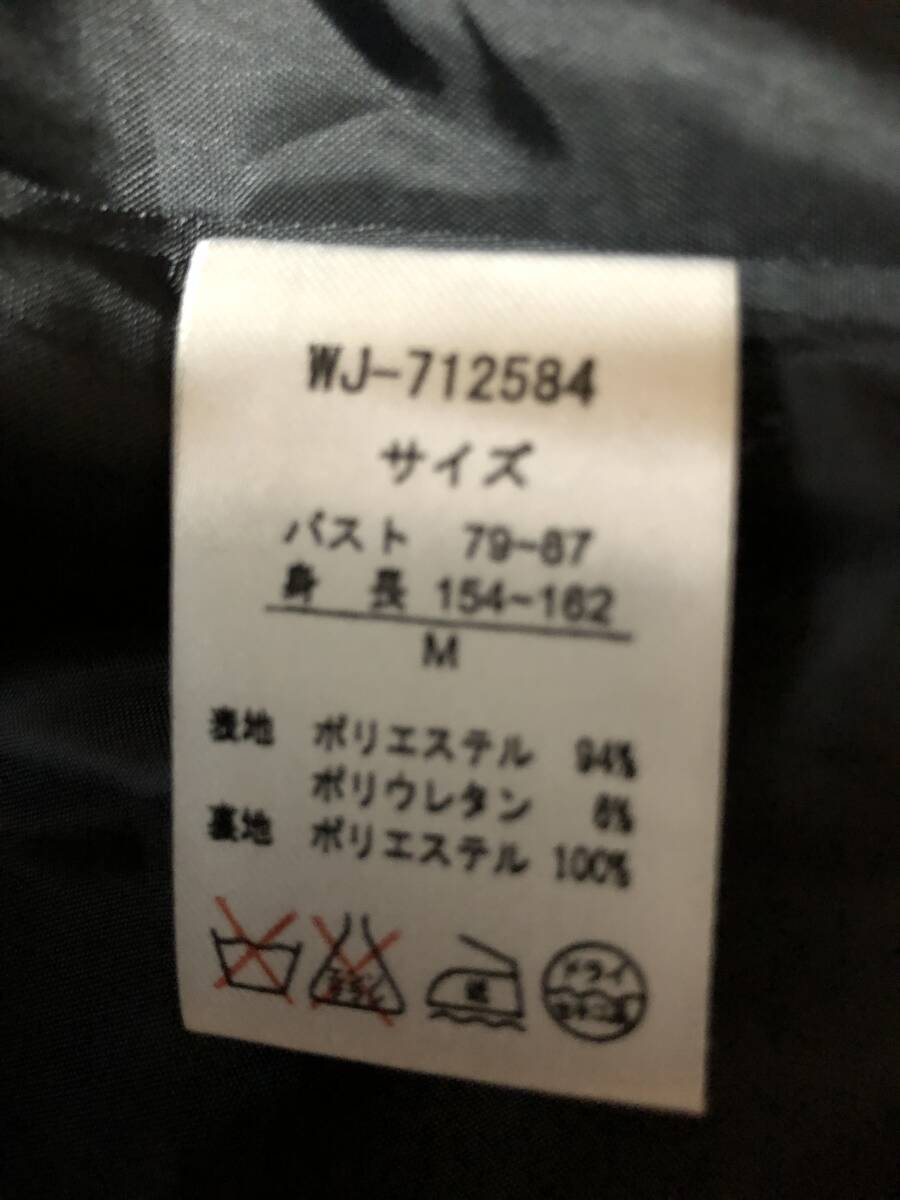 WJ-712584
サイズ
バスト 79-87
身長 154-162
M
表地 ポリエステル 94%
ポリウレタン 6%
裏地 ポリエステル 100%
ドライ